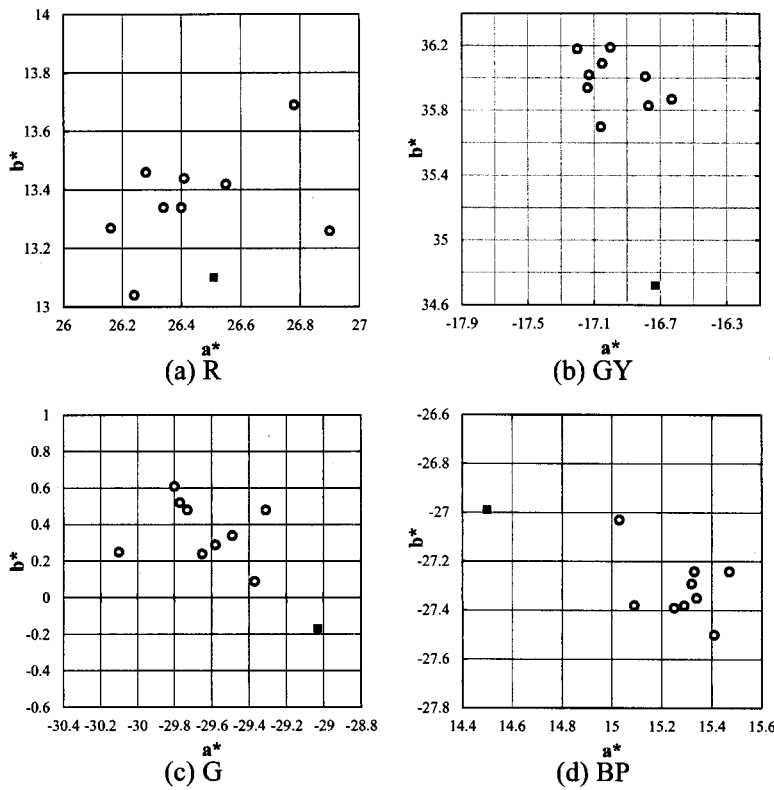 14
13.8
13.6
13.4
13.2
13
b*
26 26.2 26.4 26.6 26.8 27
a*
(a) R
36.2
35.8
35.4
35
34.6
b*
-17.9 -17.5 -17.1 -16.7 -16.3
a*
(b) GY
1
0.8
0.6
0.4
0.2
0
-0.2
-0.4
-0.6
b*
-30.4 -30.2 -30 -29.8 -29.6 -29.4 -29.2 -29 -28.8
a*
(c) G
-26.6
-26.8
-27
-27.2
-27.4
-27.6
-27.8
b*
14.4 14.6 14.8 15 15.2 15.4 15.6
a*
(d) BP